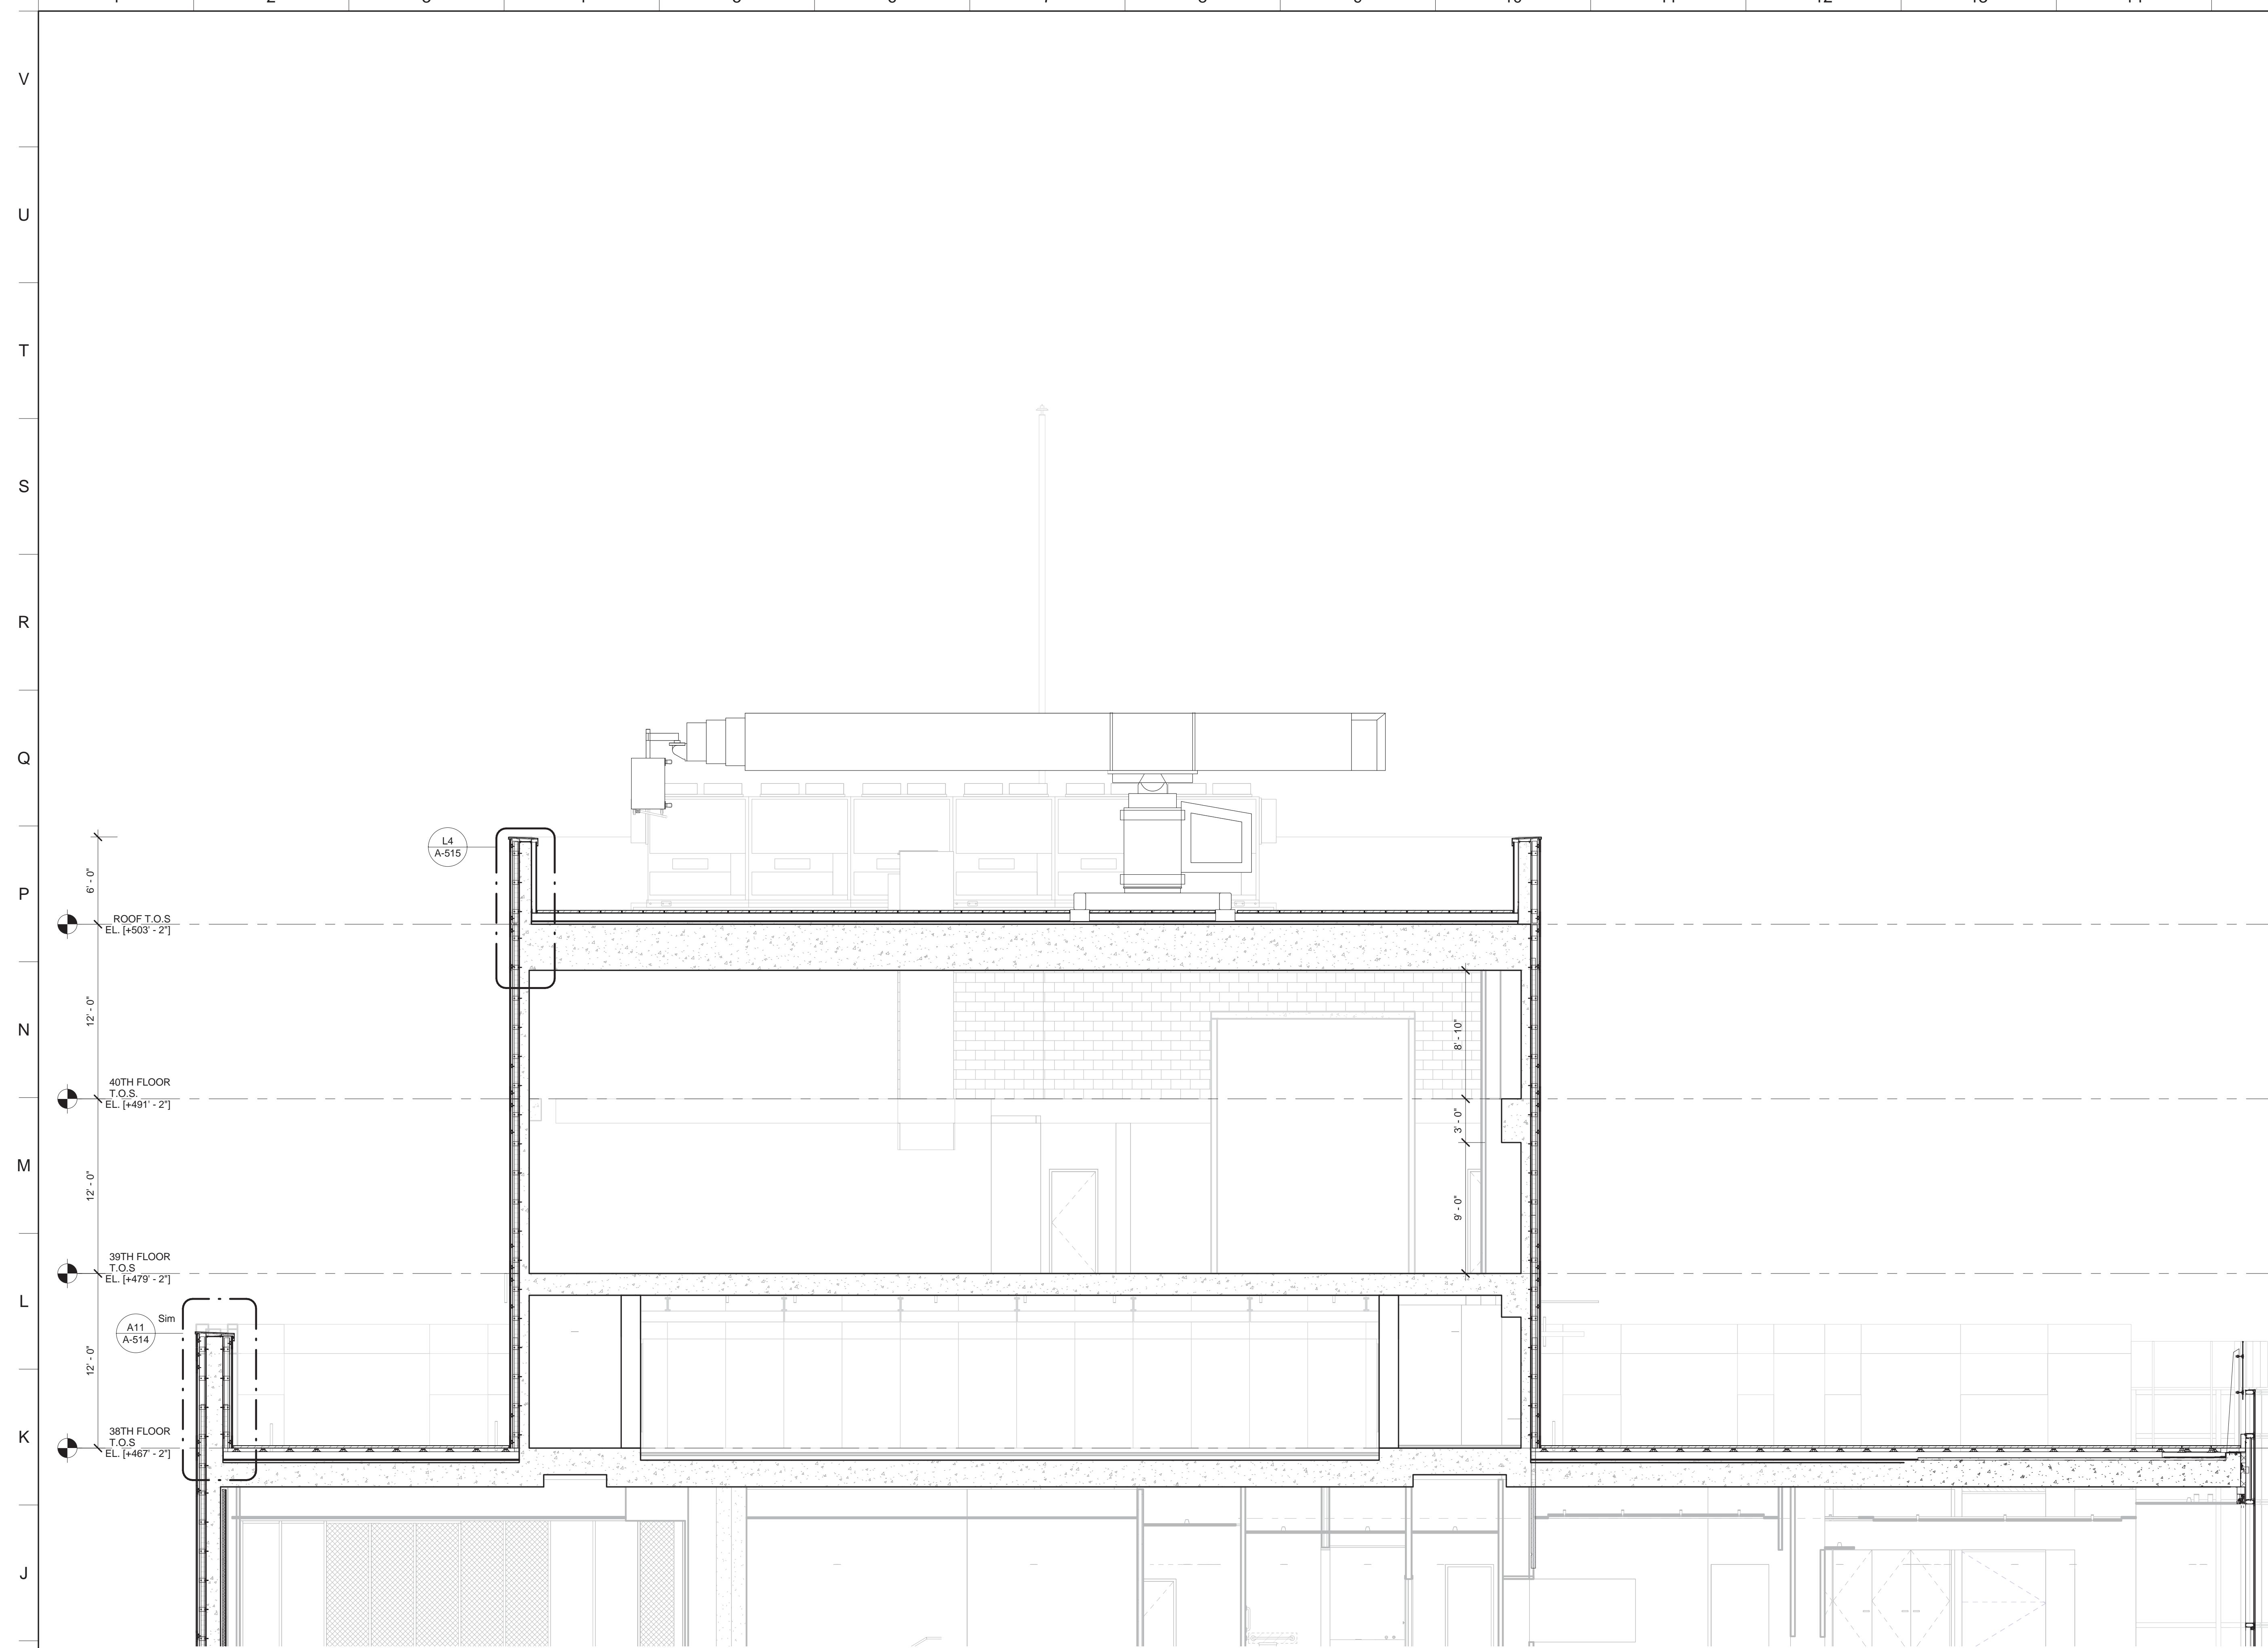 V
U
T
S
R
Q
L4
A-515
6' - 0"
P
ROOF T.O.S
EL. [+503' - 2"]
12' - 0"
8' - 10"
N
40TH FLOOR
T.O.S.
EL. [+491' - 2"]
3' - 0"
M
12' - 0"
9' - 0"
39TH FLOOR
T.O.S
EL. [+479' - 2"]
L
Sim
A11
A-514
12' - 0"
K
38TH FLOOR
T.O.S
EL. [+467' - 2"]
J